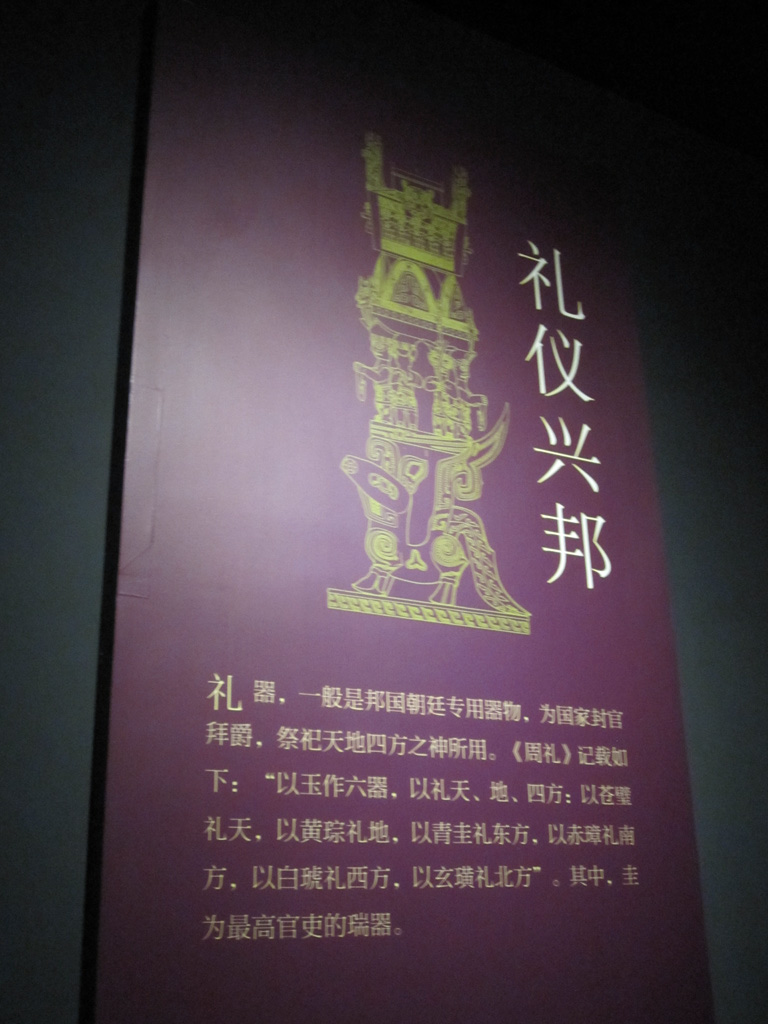 礼仪兴邦
礼器，一般是邦国朝廷专用器物，为国家封官
拜爵，祭祀天地四方之神所用。《周礼》记载如
下：“以玉作六器，以礼天、地、四方：以苍璧
礼天，以黄琮礼地，以青圭礼东方，以赤璋礼南
方，以白琥礼西方，以玄璜礼北方”。其中，圭
为最高官吏的瑞器。